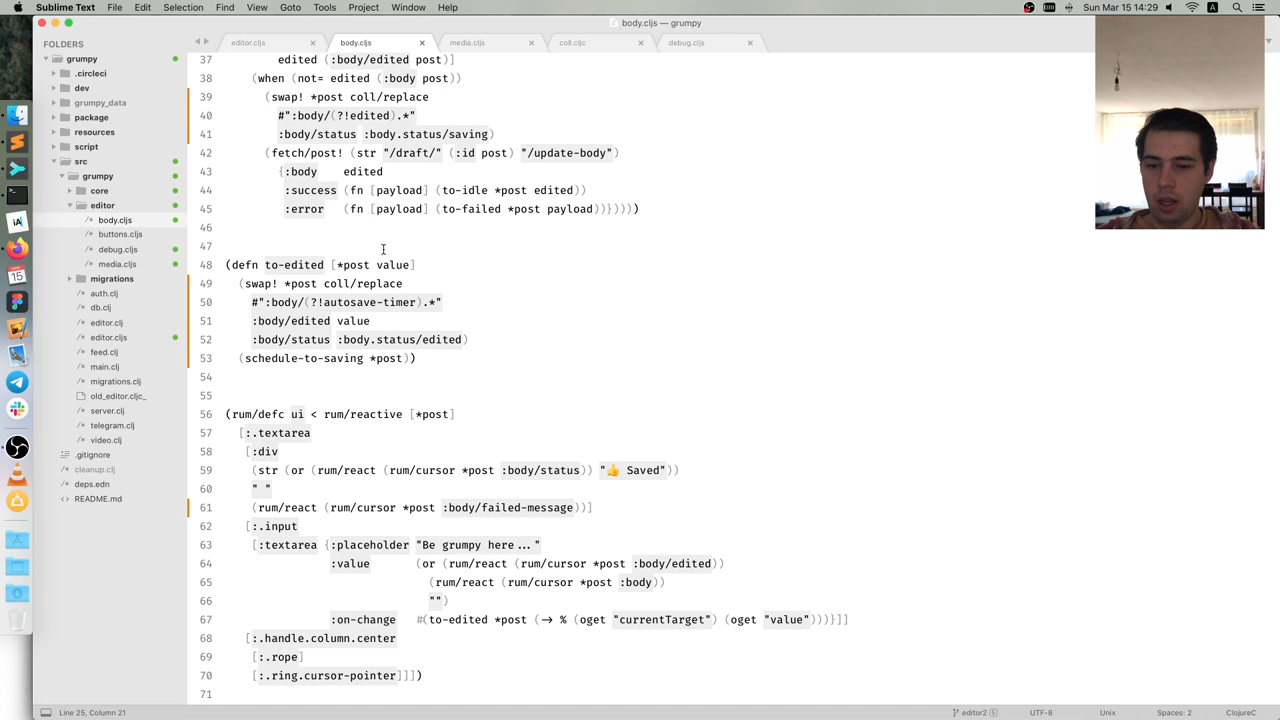 Sublime Text File Edit Selection Find View Goto Tools Project Window Help
Sun Mar 15 14:29
body.cljs — grumpy
editor.cljs
body.cljs
media.cljs
coll.cljc
debug.cljs
FOLDERS
grumpy
.circleci
dev
grumpy_data
package
resources
script
src
grumpy
core
editor
body.cljs
buttons.cljs
debug.cljs
media.cljs
migrations
auth.clj
db.clj
editor.clj
editor.cljs
feed.clj
main.clj
migrations.clj
old_editor.cljc_
server.clj
telegram.clj
video.clj
.gitignore
cleanup.clj
deps.edn
README.md
37 edited (:body/edited post)]
38 (when (not= edited (:body post))
39 (swap! *post coll/replace
40 #":body/(?!edited).*"
41 :body/status :body.status/saving)
42 (fetch/post! (str "/draft/" (:id post) "/update-body")
43 {:body edited
44 :success (fn [payload] (to-idle *post edited))
45 :error (fn [payload] (to-failed *post payload))}))))
46
47
48 (defn to-edited [*post value]
49 (swap! *post coll/replace
50 #":body/(?!autosave-timer).*"
51 :body/edited value
52 :body/status :body.status/edited)
53 (schedule-to-saving *post))
54
55
56 (rum/defc ui < rum/reactive [*post]
57 [:.textarea
58 [:div
59 (str (or (rum/react (rum/cursor *post :body/status)) "👍 Saved"))
60 " "
61 (rum/react (rum/cursor *post :body/failed-message))]
62 [:.input
63 [:textarea {:placeholder "Be grumpy here..."
64 :value (or (rum/react (rum/cursor *post :body/edited))
65 (rum/react (rum/cursor *post :body))
66 "")
67 :on-change #(to-edited *post (-> % (oget "currentTarget") (oget "value")))}]]
68 [:.handle.column.center
69 [:.rope]
70 [:.ring.cursor-pointer]]])
71
Line 25, Column 21
editor2 5
UTF-8
Unix
Spaces: 2
ClojureC